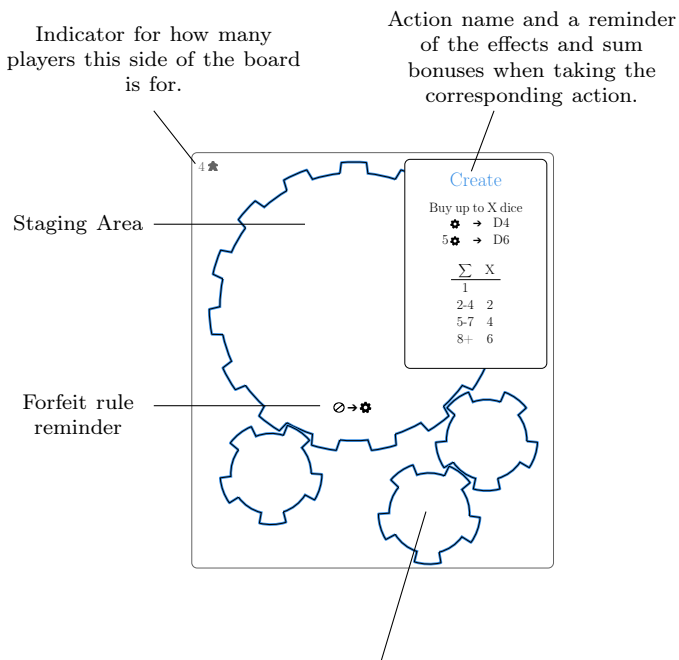 Indicator for how many
players this side of the board
is for.
Action name and a reminder
of the effects and sum
bonuses when taking the
corresponding action.
4
Create
Buy up to X dice
→ D4
5 → D6
∑ X
1
2-4 2
5-7 4
8+ 6
Staging Area
Forfeit rule
reminder
→